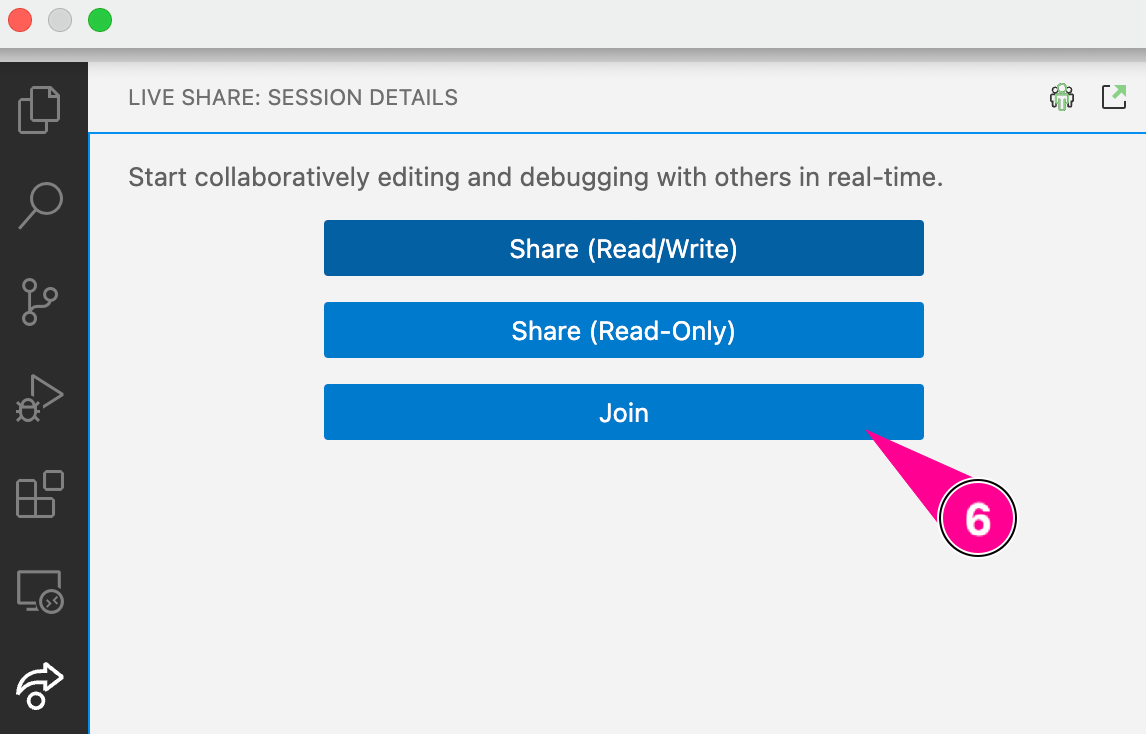 LIVE SHARE: SESSION DETAILS
Start collaboratively editing and debugging with others in real-time.
Share (Read/Write)
Share (Read-Only)
Join
6